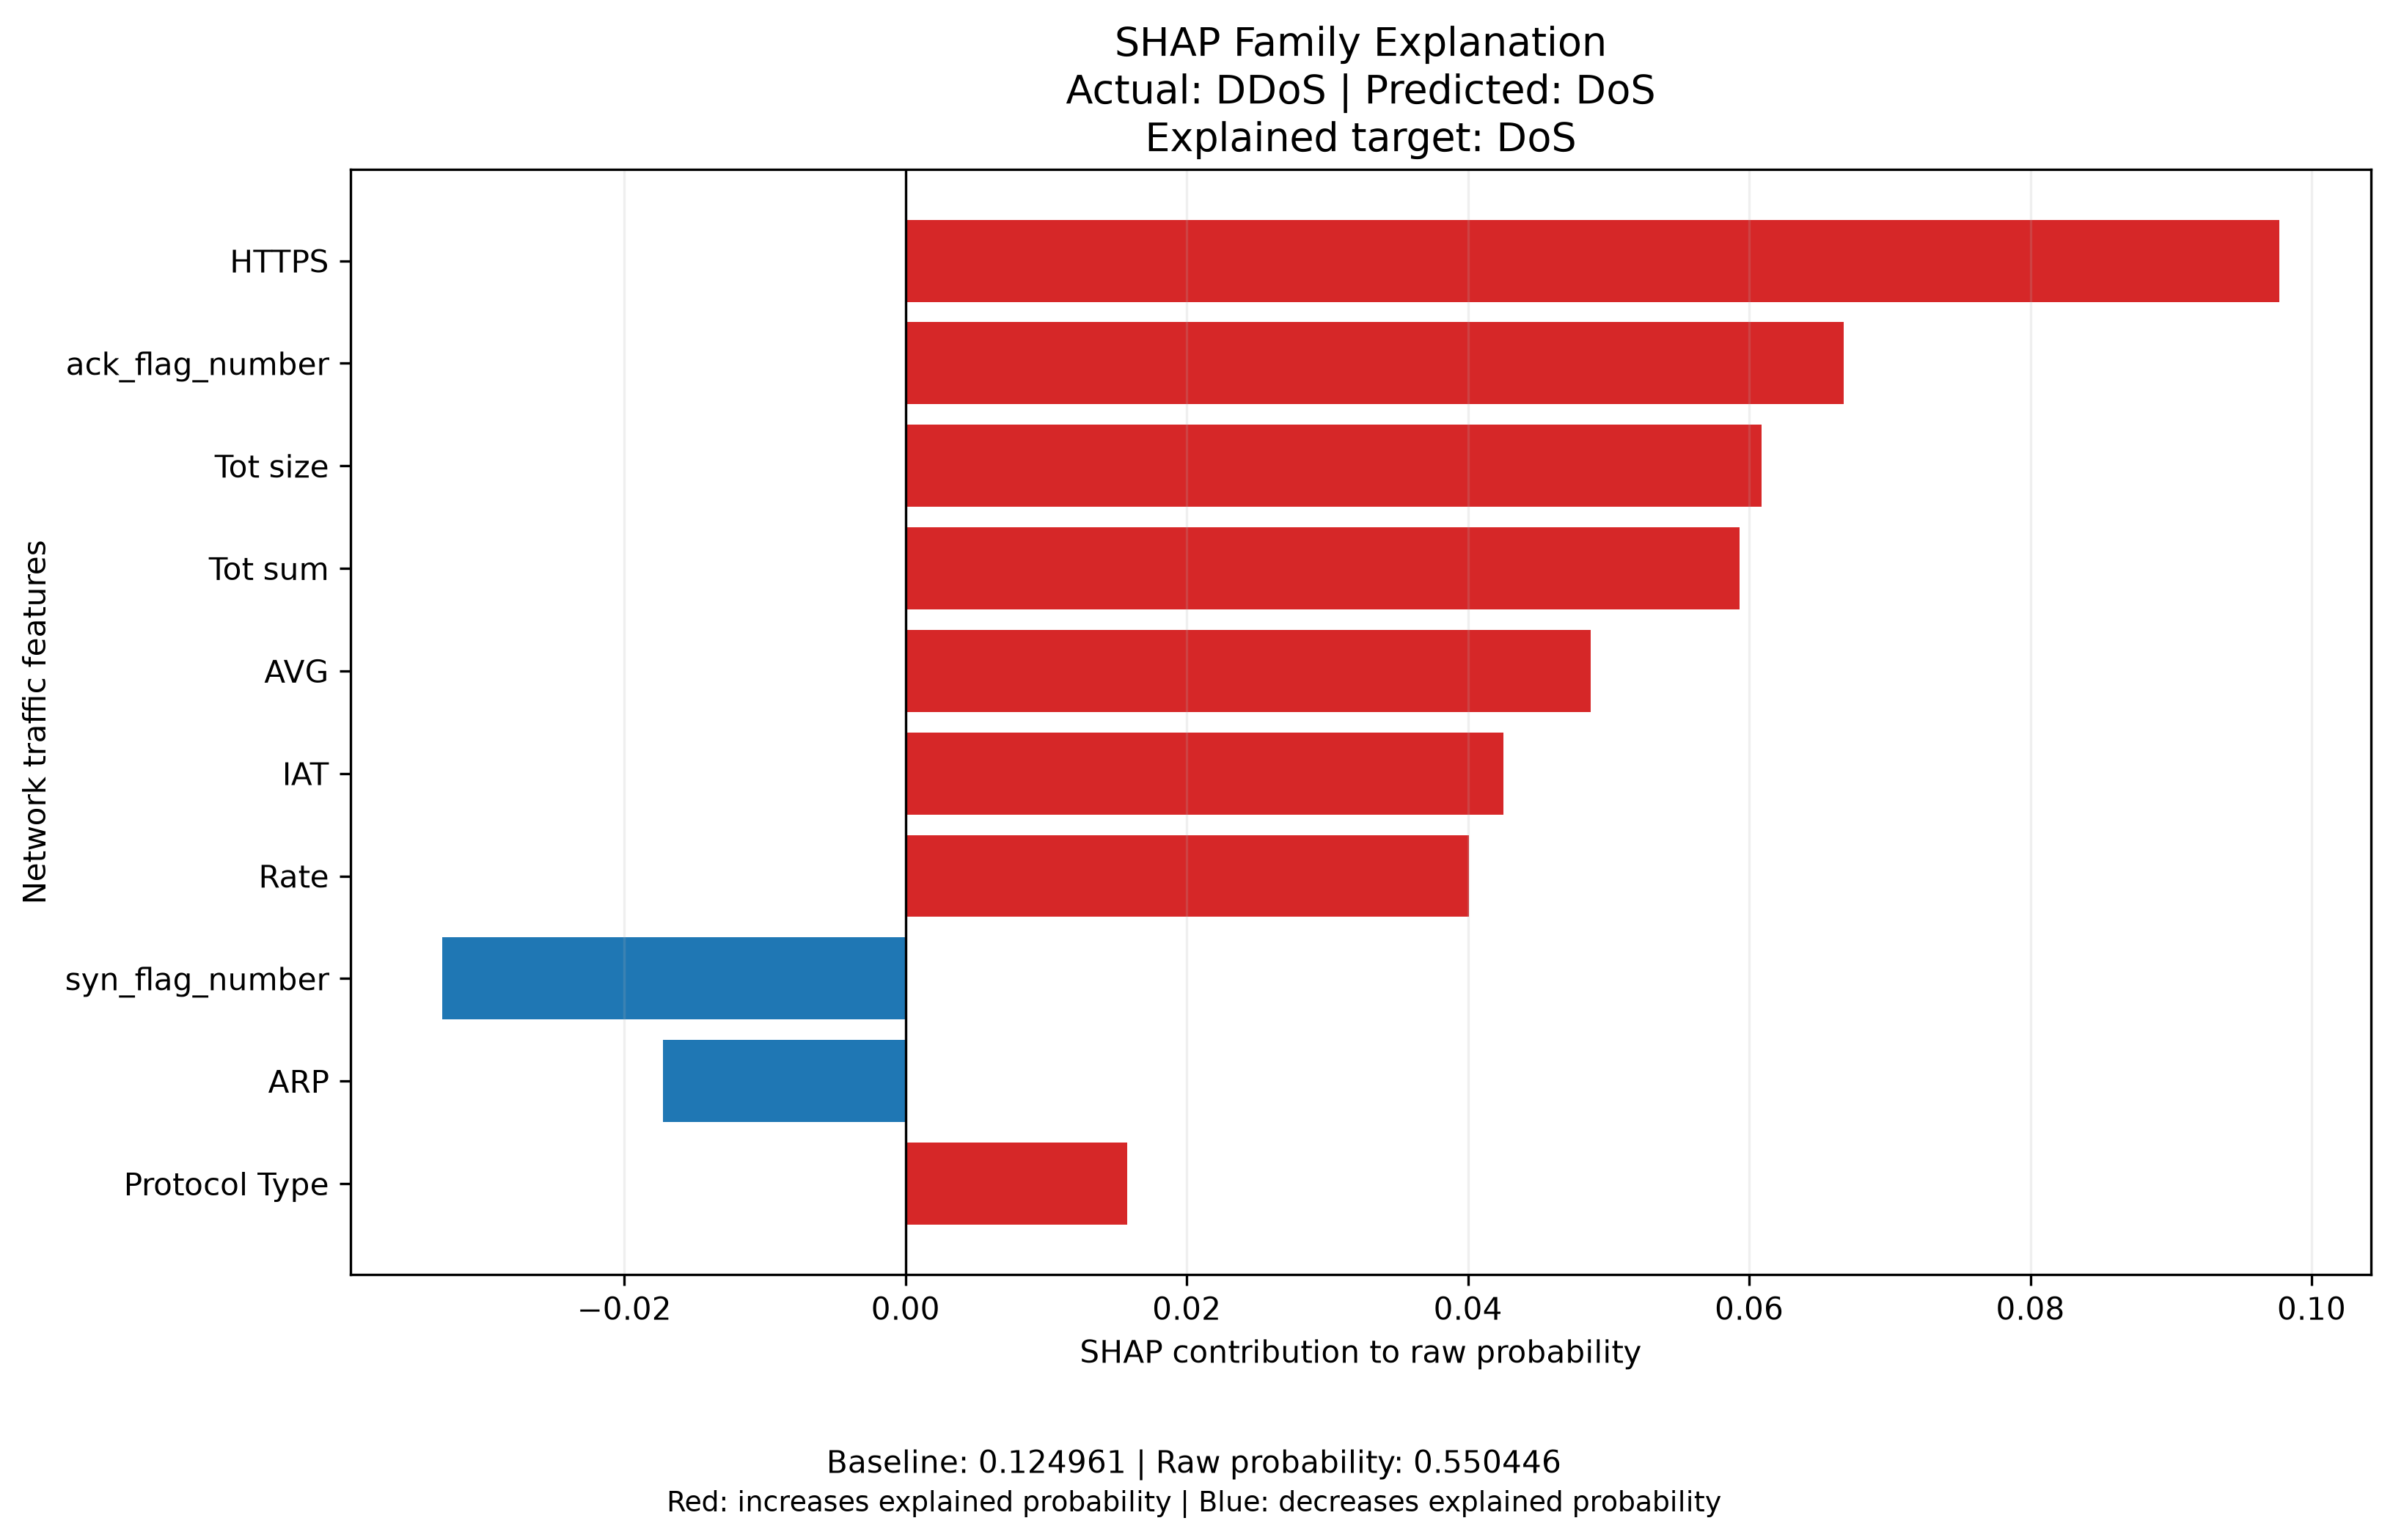 SHAP Family Explanation
Actual: DDoS | Predicted: DoS
Explained target: DoS
Network traffic features
HTTPS
ack_flag_number
Tot size
Tot sum
AVG
IAT
Rate
syn_flag_number
ARP
Protocol Type
−0.02 0.00 0.02 0.04 0.06 0.08 0.10
SHAP contribution to raw probability
Baseline: 0.124961 | Raw probability: 0.550446
Red: increases explained probability | Blue: decreases explained probability